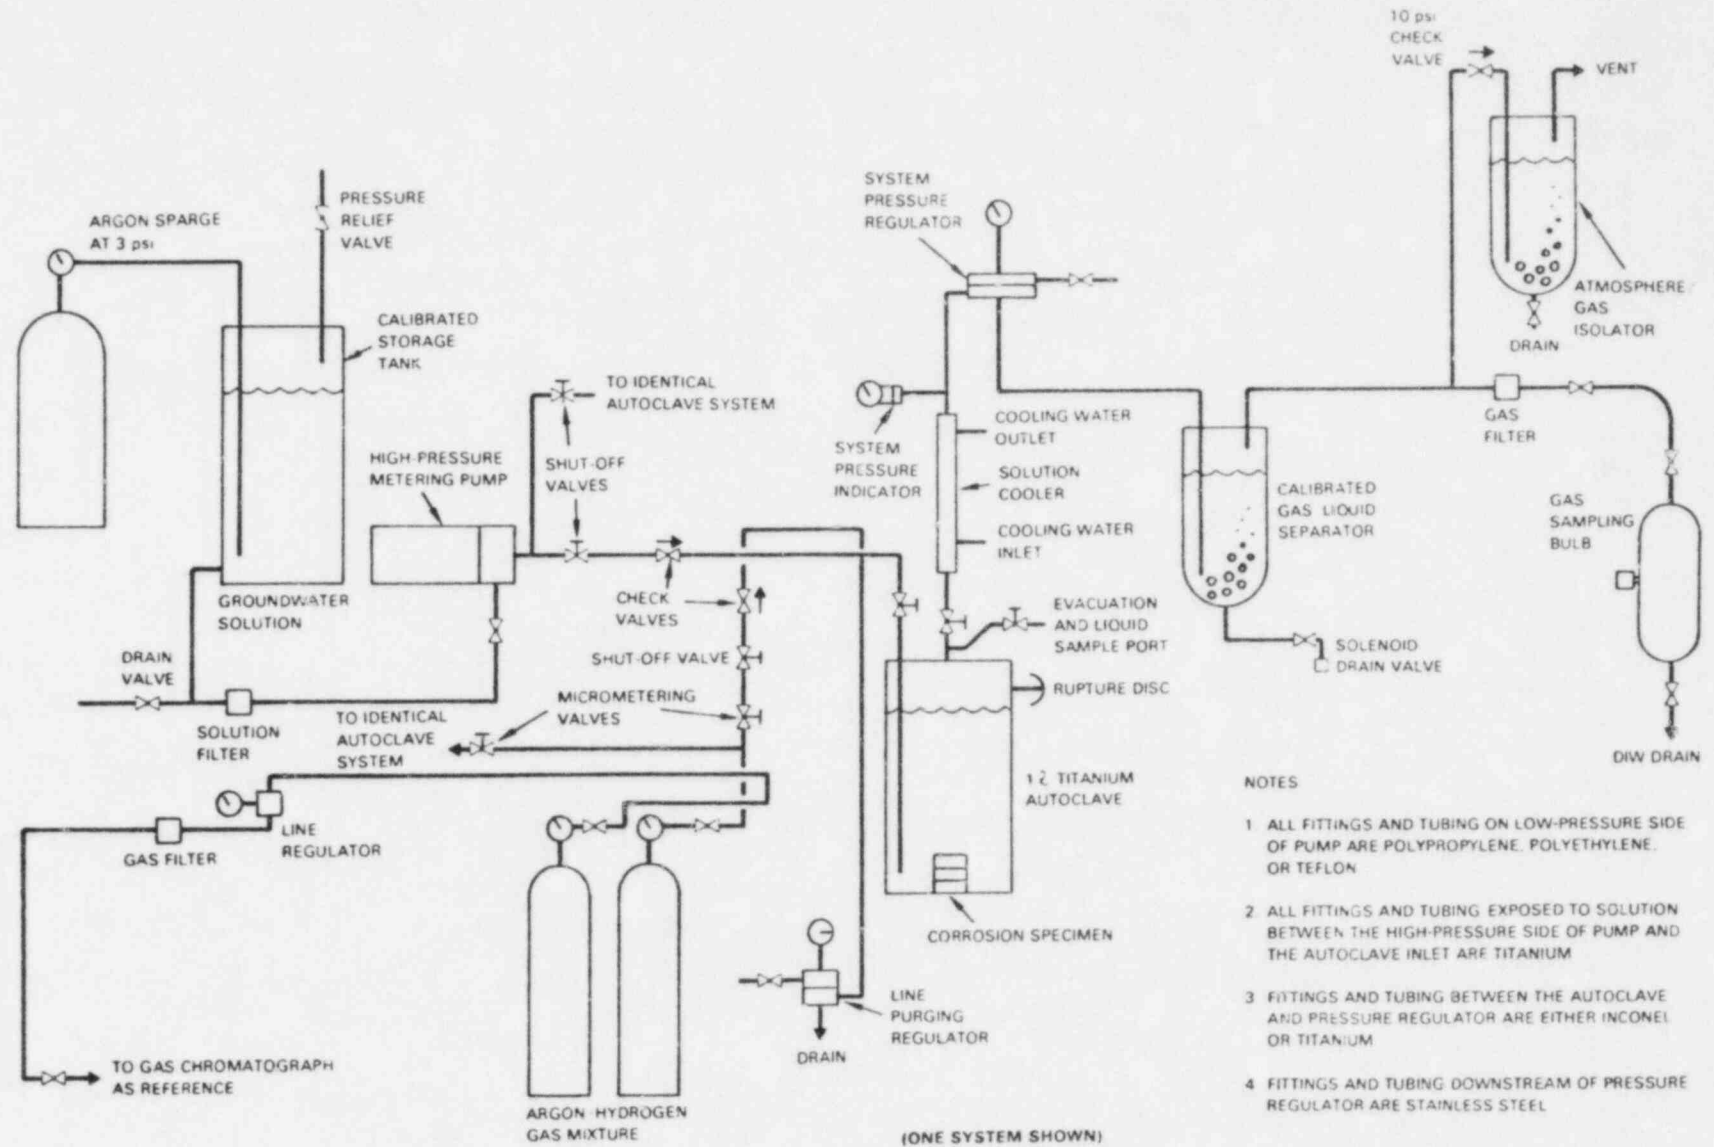 10 psi
CHECK
VALVE
VENT
ATMOSPHERE/
GAS
ISOLATOR
DRAIN
SYSTEM
PRESSURE
REGULATOR
PRESSURE
RELIEF
VALVE
ARGON SPARGE
AT 3 psi
CALIBRATED
STORAGE
TANK
TO IDENTICAL
AUTOCLAVE SYSTEM
HIGH-PRESSURE
METERING PUMP
SHUT-OFF
VALVES
SYSTEM
PRESSURE
INDICATOR
COOLING WATER
OUTLET
SOLUTION
COOLER
COOLING WATER
INLET
CALIBRATED
GAS LIQUID
SEPARATOR
GAS
FILTER
GAS
SAMPLING
BULB
GROUNDWATER
SOLUTION
CHECK
VALVES
EVACUATION
AND LIQUID
SAMPLE PORT
SOLENOID
DRAIN VALVE
DRAIN
VALVE
SHUT-OFF VALVE
RUPTURE DISC
SOLUTION
FILTER
TO IDENTICAL
AUTOCLAVE
SYSTEM
MICROMETERING
VALVES
DIW DRAIN
1 ℓ TITANIUM
AUTOCLAVE
GAS FILTER
LINE
REGULATOR
CORROSION SPECIMEN
LINE
PURGING
REGULATOR
DRAIN
TO GAS CHROMATOGRAPH
AS REFERENCE
ARGON-HYDROGEN
GAS MIXTURE
NOTES
1 ALL FITTINGS AND TUBING ON LOW-PRESSURE SIDE
OF PUMP ARE POLYPROPYLENE, POLYETHYLENE,
OR TEFLON
2 ALL FITTINGS AND TUBING EXPOSED TO SOLUTION
BETWEEN THE HIGH-PRESSURE SIDE OF PUMP AND
THE AUTOCLAVE INLET ARE TITANIUM
3 FITTINGS AND TUBING BETWEEN THE AUTOCLAVE
AND PRESSURE REGULATOR ARE EITHER INCONEL
OR TITANIUM
4 FITTINGS AND TUBING DOWNSTREAM OF PRESSURE
REGULATOR ARE STAINLESS STEEL
(ONE SYSTEM SHOWN)